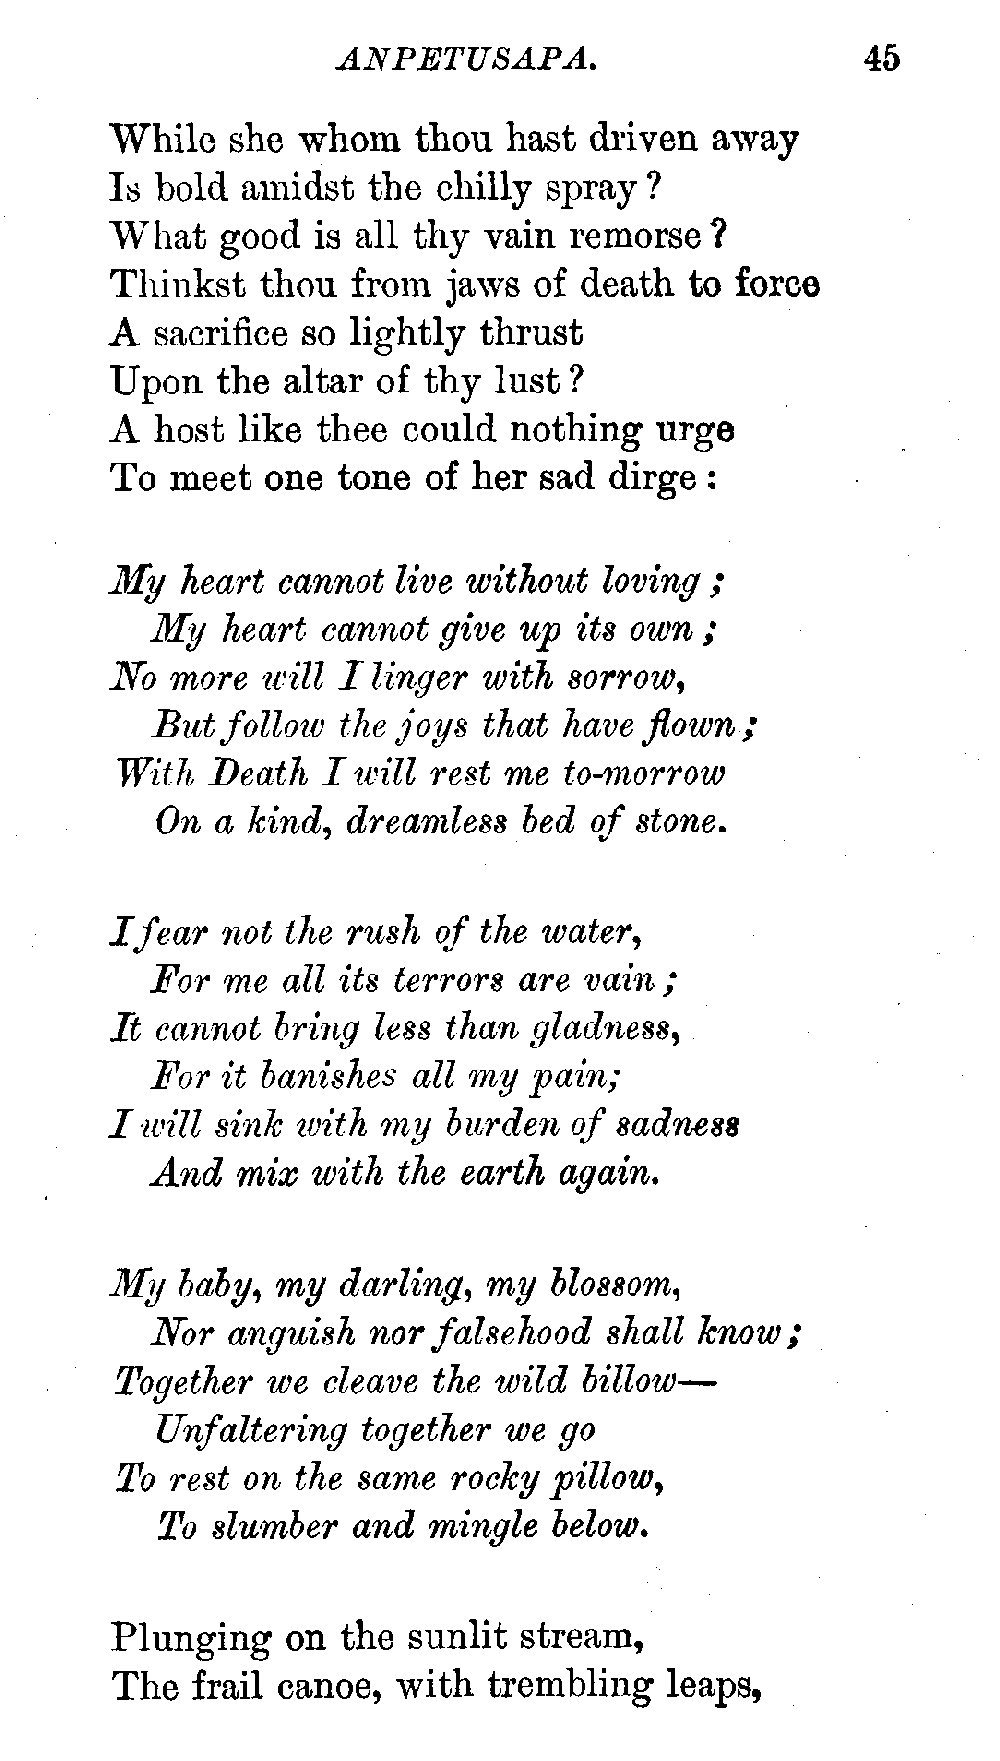 ANPETUSAPA. 45
While she whom thou hast driven away
Is bold amidst the chilly spray?
What good is all thy vain remorse?
Thinkst thou from jaws of death to force
A sacrifice so lightly thrust
Upon the altar of thy lust?
A host like thee could nothing urge
To meet one tone of her sad dirge:
My heart cannot live without loving;
My heart cannot give up its own;
No more will I linger with sorrow,
But follow the joys that have flown;
With Death I will rest me to-morrow
On a kind, dreamless bed of stone.
I fear not the rush of the water,
For me all its terrors are vain;
It cannot bring less than gladness,
For it banishes all my pain;
I will sink with my burden of sadness
And mix with the earth again.
My baby, my darling, my blossom,
Nor anguish nor falsehood shall know;
Together we cleave the wild billow—
Unfaltering together we go
To rest on the same rocky pillow,
To slumber and mingle below.
Plunging on the sunlit stream,
The frail canoe, with trembling leaps,